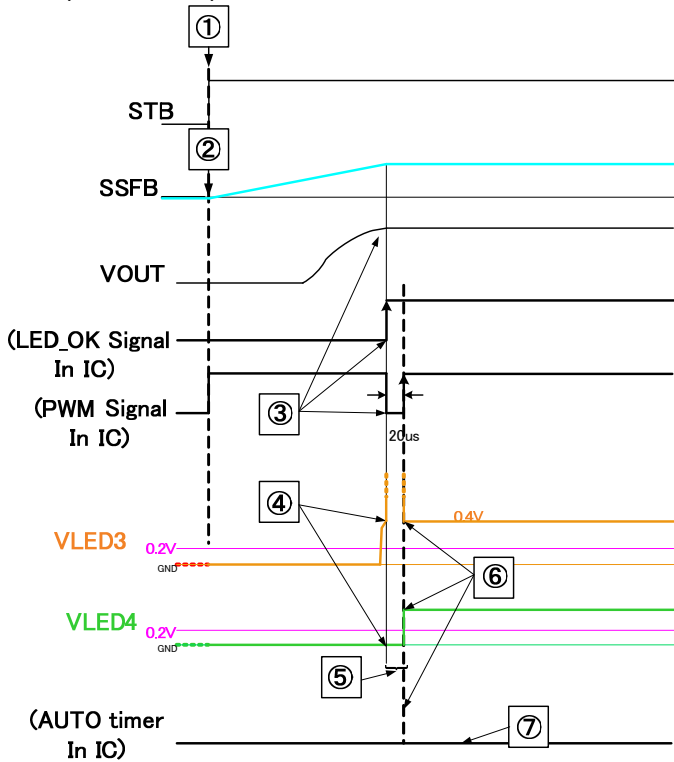 ①
STB
②
SSFB
VOUT
(LED_OK Signal
In IC)
(PWM Signal
In IC)
③
20us
④
0.4V
VLED3
0.2V
GND
⑥
VLED4
0.2V
GND
⑤
(AUTO timer
In IC)
⑦